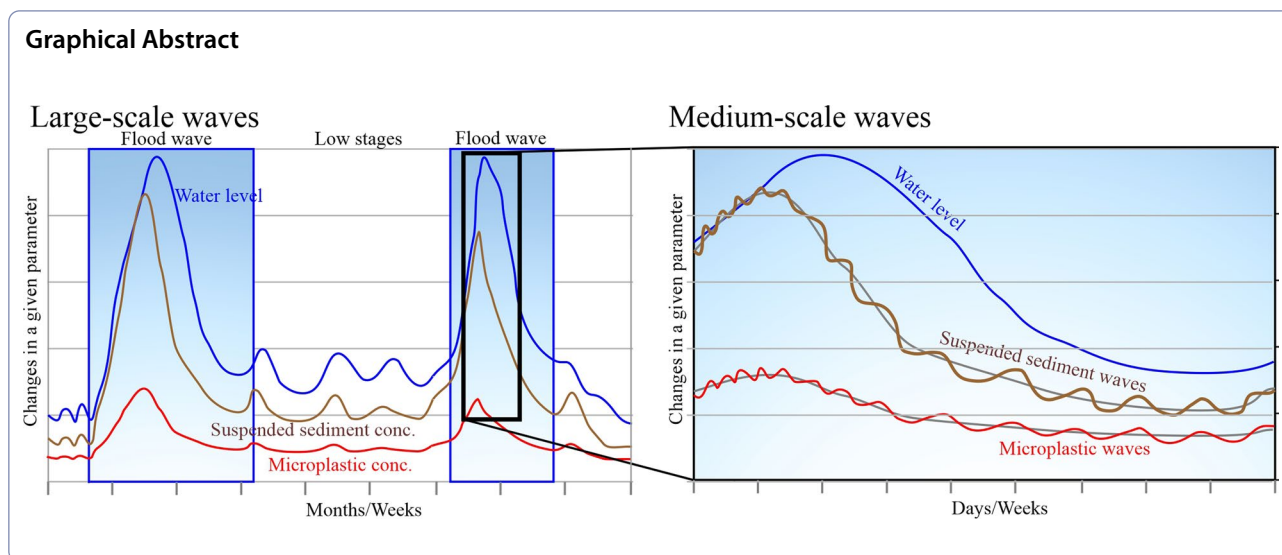 Graphical Abstract
Large-scale waves
Flood wave
Low stages
Flood wave
Water level
Suspended sediment conc.
Microplastic conc.
Changes in a given parameter
Months/Weeks
Medium-scale waves
Water level
Suspended sediment waves
Microplastic waves
Changes in a given parameter
Days/Weeks